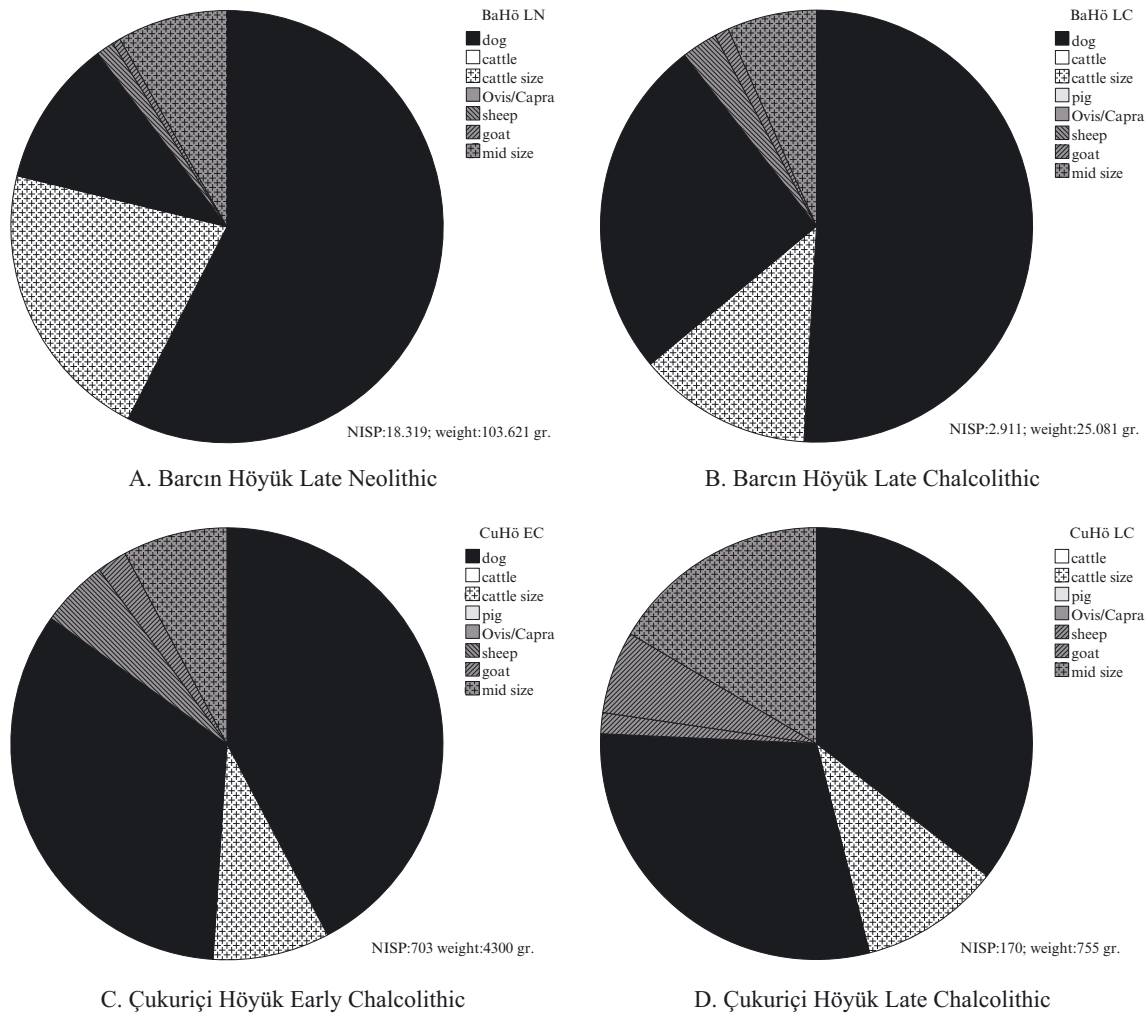 BaHö LN
dog
cattle
cattle size
Ovis/Capra
sheep
goat
mid size
NISP:18.319; weight:103.621 gr.
A. Barcın Höyük Late Neolithic
BaHö LC
dog
cattle
cattle size
pig
Ovis/Capra
sheep
goat
mid size
NISP:2.911; weight:25.081 gr.
B. Barcın Höyük Late Chalcolithic
CuHö EC
dog
cattle
cattle size
pig
Ovis/Capra
sheep
goat
mid size
NISP:703 weight:4300 gr.
C. Çukuriçi Höyük Early Chalcolithic
CuHö LC
cattle
cattle size
pig
Ovis/Capra
sheep
goat
mid size
NISP:170; weight:755 gr.
D. Çukuriçi Höyük Late Chalcolithic